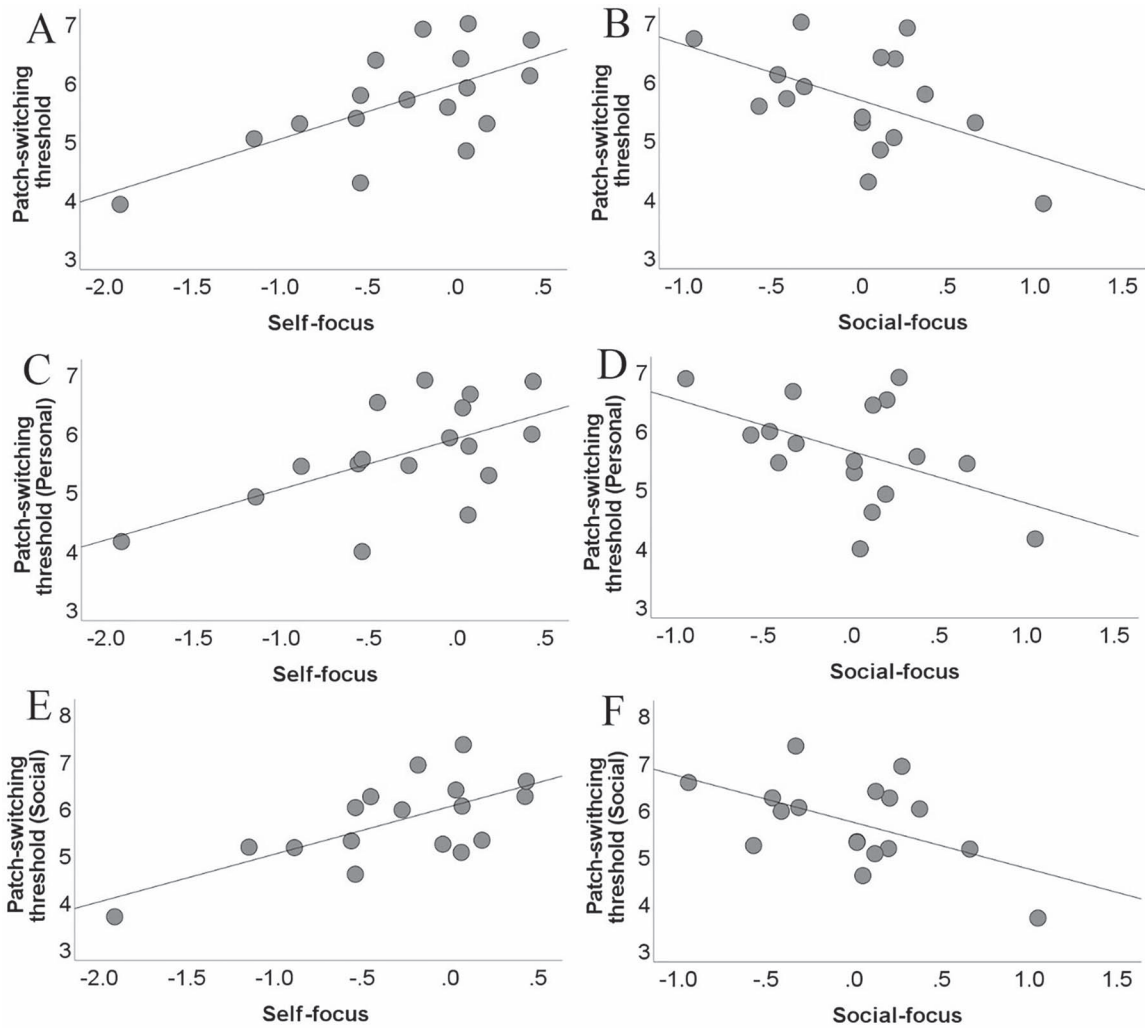 A
Patch-switching
threshold
7
6
5
4
3
-2.0 -1.5 -1.0 -.5 .0 .5
Self-focus
B
Patch-switching
threshold
7
6
5
4
3
-1.0 -.5 .0 .5 1.0 1.5
Social-focus
C
Patch-switching
threshold (Personal)
7
6
5
4
3
-2.0 -1.5 -1.0 -.5 .0 .5
Self-focus
D
Patch-switching
threshold (Personal)
7
6
5
4
3
-1.0 -.5 .0 .5 1.0 1.5
Social-focus
E
Patch-switching
threshold (Social)
8
7
6
5
4
3
-2.0 -1.5 -1.0 -.5 .0 .5
Self-focus
F
Patch-swithcing
threshold (Social)
8
7
6
5
4
3
-1.0 -.5 .0 .5 1.0 1.5
Social-focus